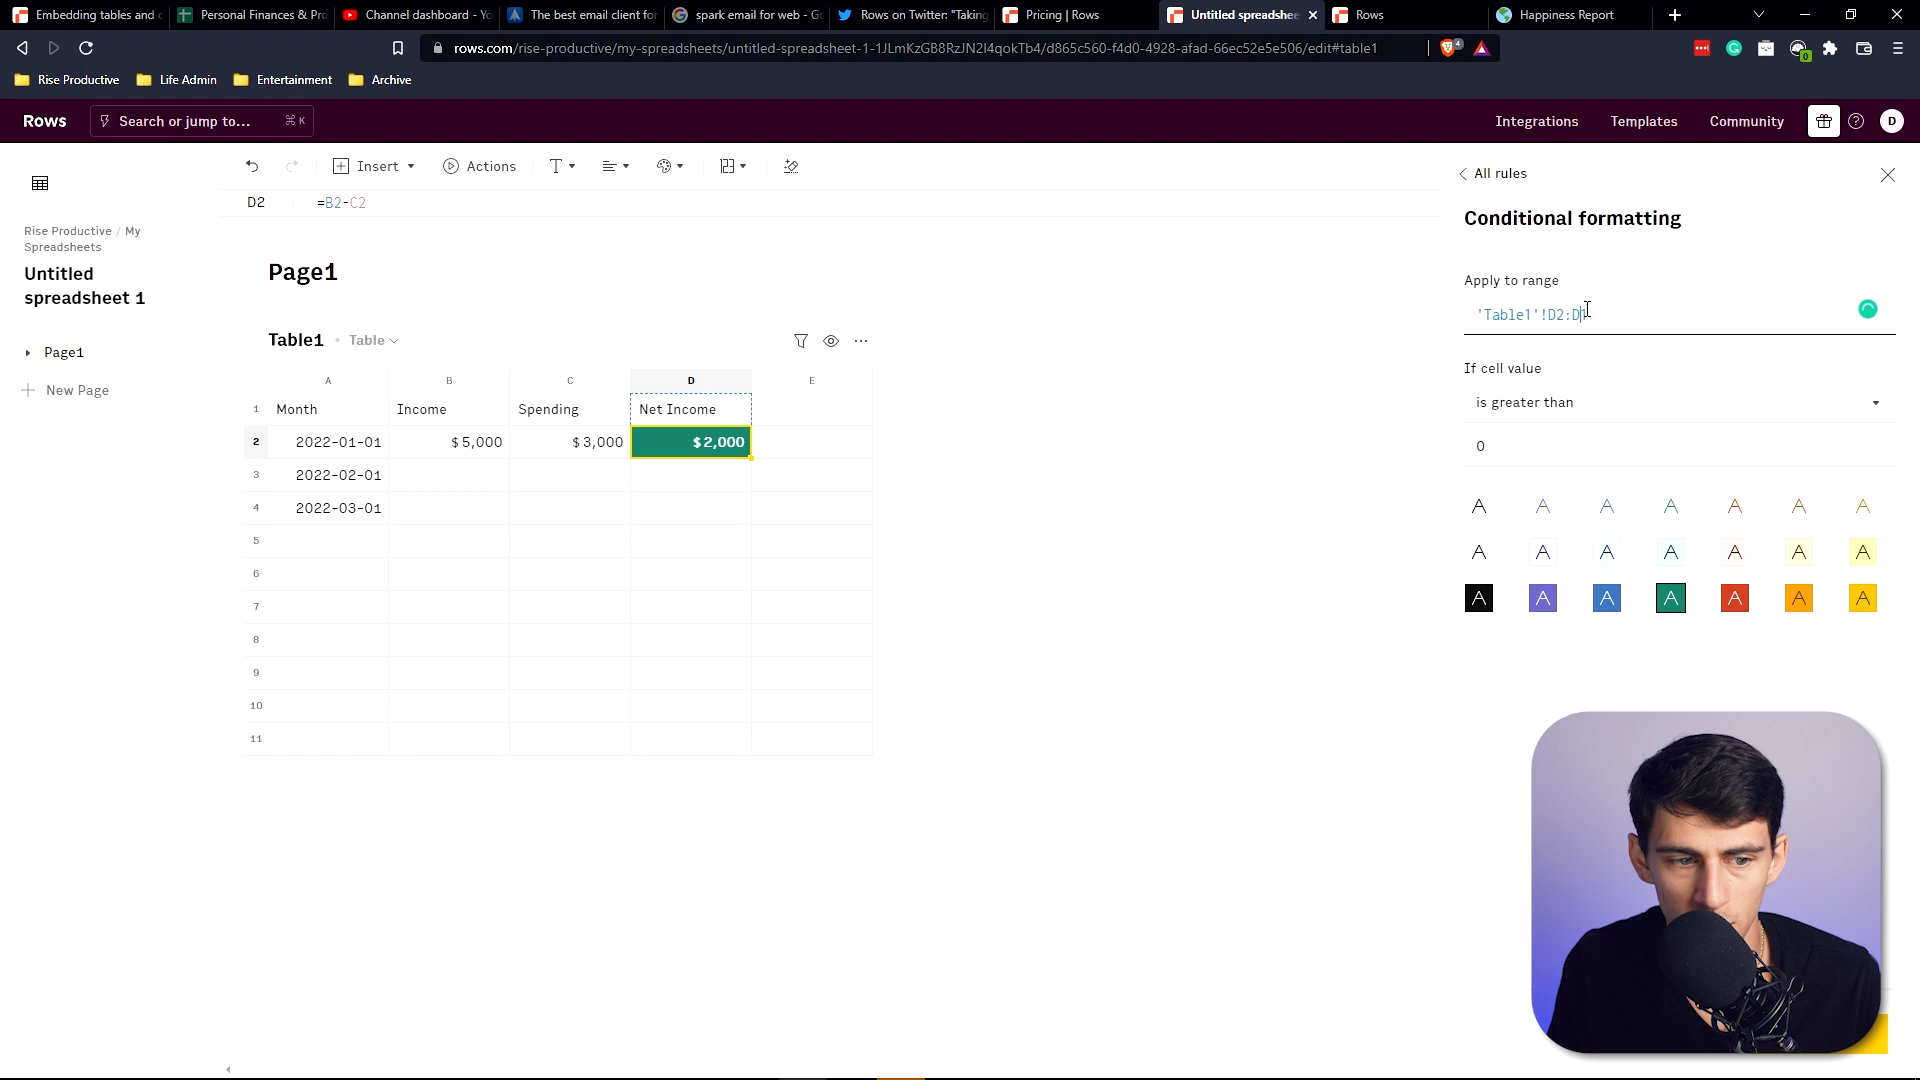 Embedding tables and c
Personal Finances & Pro
Channel dashboard - Yo
The best email client for
spark email for web - Go
Rows on Twitter: "Taking
Pricing | Rows
Untitled spreadshee
Rows
Happiness Report
rows.com/rise-productive/my-spreadsheets/untitled-spreadsheet-1-1JLmKzGB8RzJN2I4qokTb4/d865c560-f4d0-4928-afad-66ec52e5e506/edit#table1
4
0
Rise Productive
Life Admin
Entertainment
Archive
Rows
Search or jump to...
⌘ K
Integrations
Templates
Community
D
Insert
Actions
T
D2
=B2-C2
Rise Productive / My
Spreadsheets
Untitled
spreadsheet 1
Page1
New Page
Page1
Table1 • Table
A B C D E
1 Month Income Spending Net Income
2 2022-01-01 $5,000 $3,000 $2,000
3 2022-02-01
4 2022-03-01
5
6
7
8
9
10
11
All rules
Conditional formatting
Apply to range
'Table1'!D2:D1
If cell value
is greater than
0
A A A A A A A
A A A A A A A
A A A A A A A